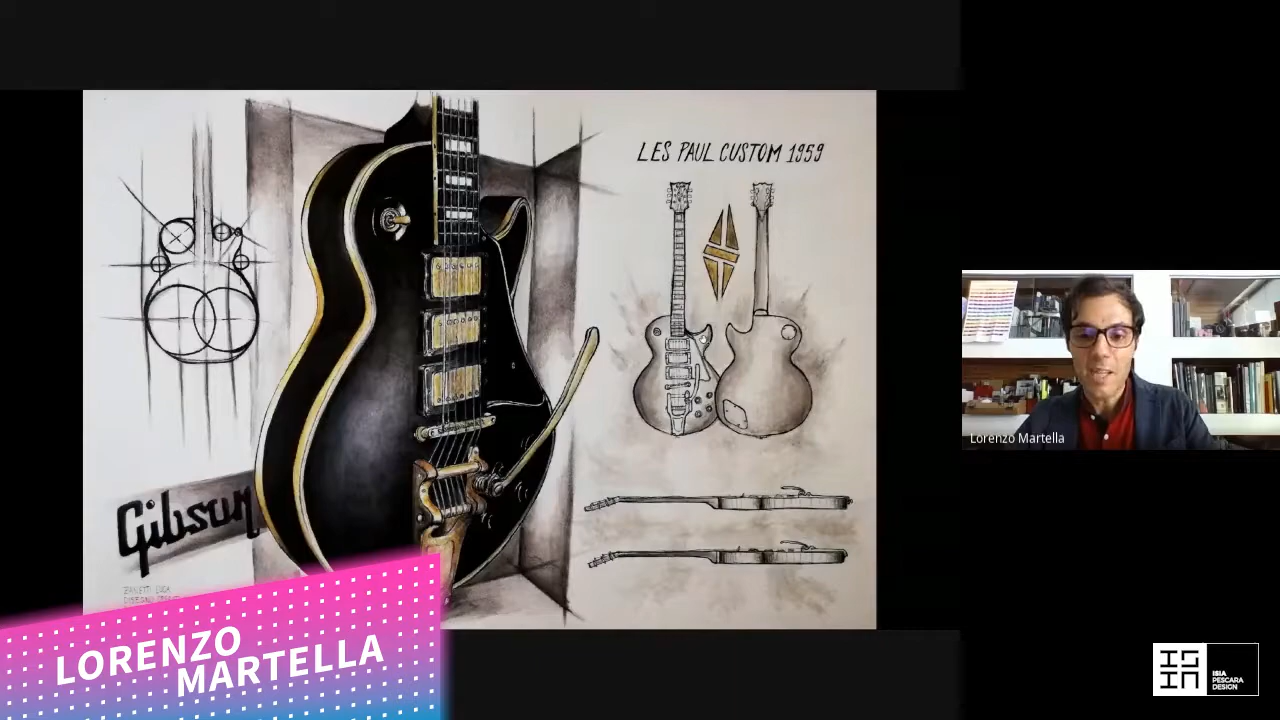 LES PAUL CUSTOM 1959
Gibson
LORENZO
MARTELLA
Lorenzo Martella
ISIA
PESCARA
DESIGN